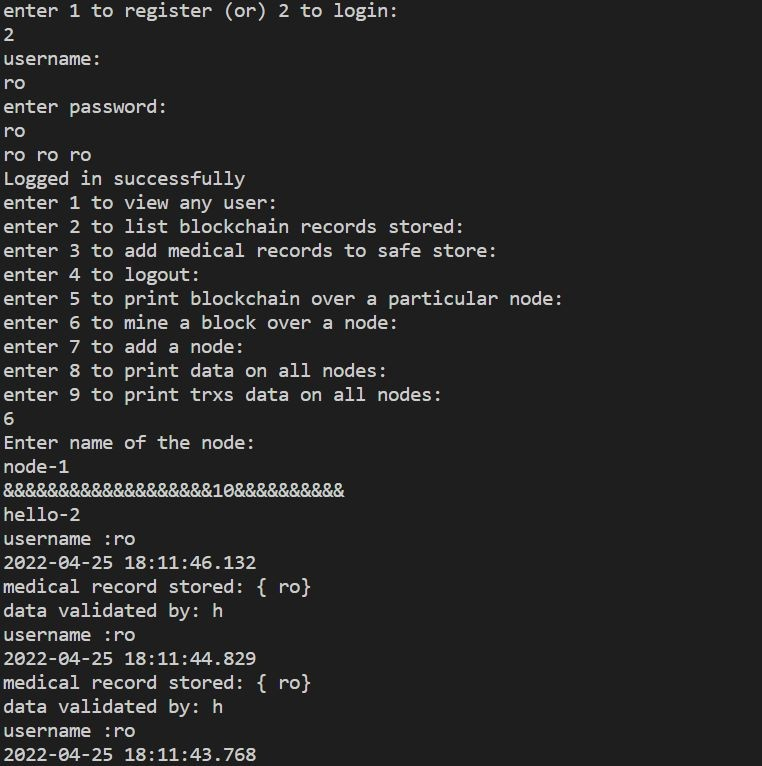 enter 1 to register (or) 2 to login:
2
username:
ro
enter password:
ro
ro ro ro
Logged in successfully
enter 1 to view any user:
enter 2 to list blockchain records stored:
enter 3 to add medical records to safe store:
enter 4 to logout:
enter 5 to print blockchain over a particular node:
enter 6 to mine a block over a node:
enter 7 to add a node:
enter 8 to print data on all nodes:
enter 9 to print trxs data on all nodes:
6
Enter name of the node:
node-1
&&&&&&&&&&&&&&&&&&&10&&&&&&&&&&
hello-2
username :ro
2022-04-25 18:11:46.132
medical record stored: { ro}
data validated by: h
username :ro
2022-04-25 18:11:44.829
medical record stored: { ro}
data validated by: h
username :ro
2022-04-25 18:11:43.768